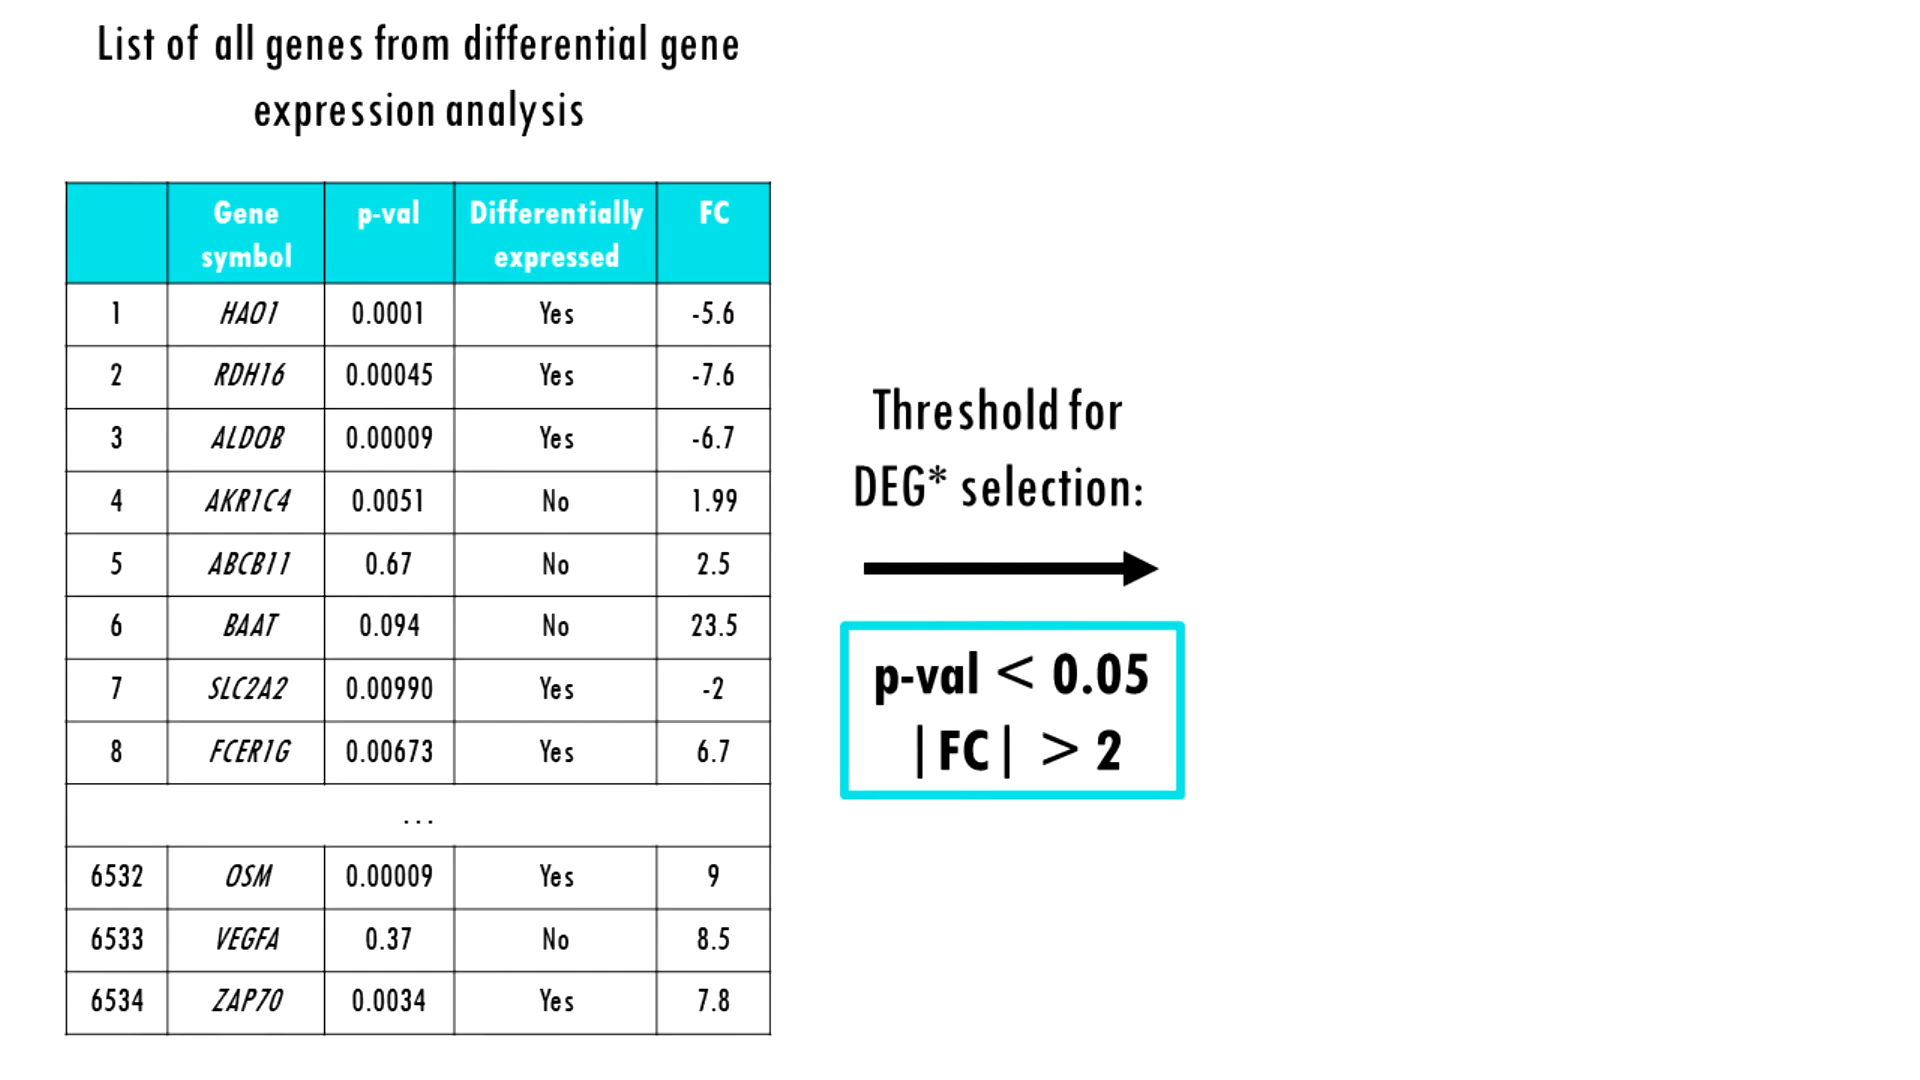 List of all genes from differential gene
expression analysis
Gene symbol p-val Differentially expressed FC
1 HAO1 0.0001 Yes -5.6
2 RDH16 0.00045 Yes -7.6
3 ALDOB 0.00009 Yes -6.7
4 AKR1C4 0.0051 No 1.99
5 ABCB11 0.67 No 2.5
6 BAAT 0.094 No 23.5
7 SLC2A2 0.00990 Yes -2
8 FCER1G 0.00673 Yes 6.7
...
6532 OSM 0.00009 Yes 9
6533 VEGFA 0.37 No 8.5
6534 ZAP70 0.0034 Yes 7.8
Threshold for
DEG* selection:
p-val < 0.05
|FC| > 2